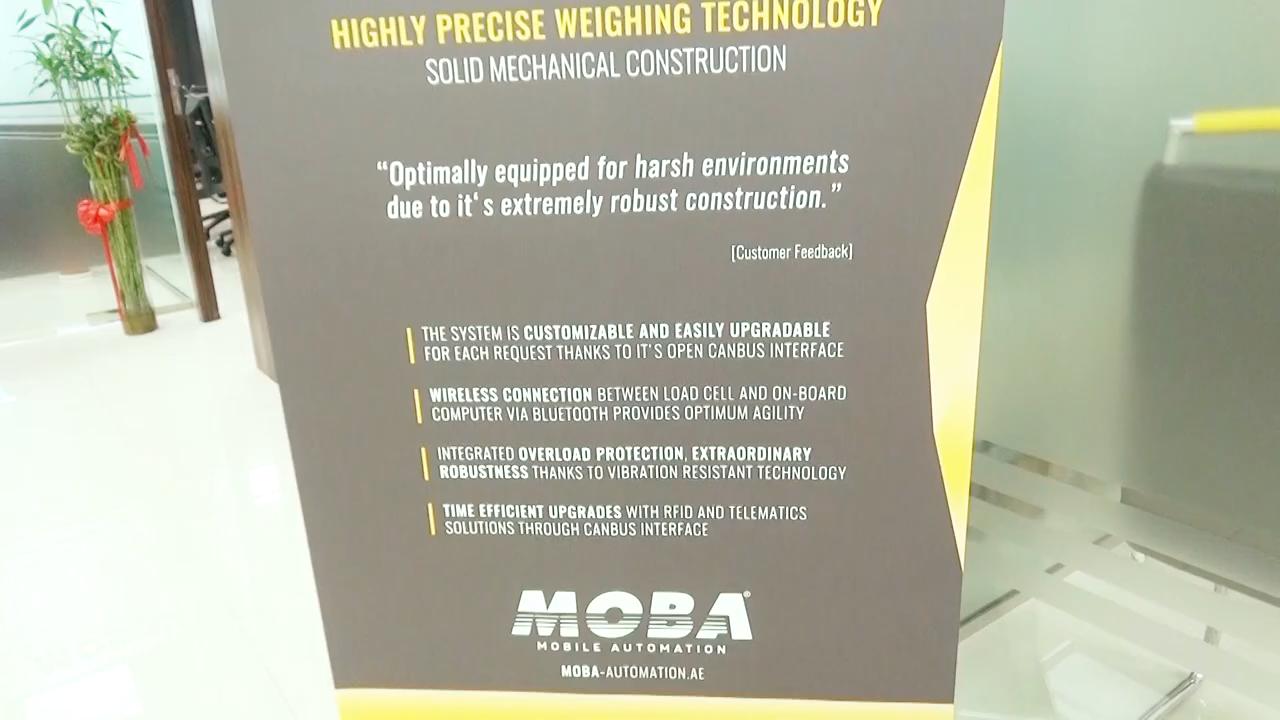 HIGHLY PRECISE WEIGHING TECHNOLOGY
SOLID MECHANICAL CONSTRUCTION
“Optimally equipped for harsh environments
due to it's extremely robust construction.”
[Customer Feedback]
THE SYSTEM IS CUSTOMIZABLE AND EASILY UPGRADABLE
FOR EACH REQUEST THANKS TO IT'S OPEN CANBUS INTERFACE
WIRELESS CONNECTION BETWEEN LOAD CELL AND ON-BOARD
COMPUTER VIA BLUETOOTH PROVIDES OPTIMUM AGILITY
INTEGRATED OVERLOAD PROTECTION, EXTRAORDINARY
ROBUSTNESS THANKS TO VIBRATION RESISTANT TECHNOLOGY
TIME EFFICIENT UPGRADES WITH RFID AND TELEMATICS
SOLUTIONS THROUGH CANBUS INTERFACE
MOBA®
MOBILE AUTOMATION
MOBA-AUTOMATION.AE